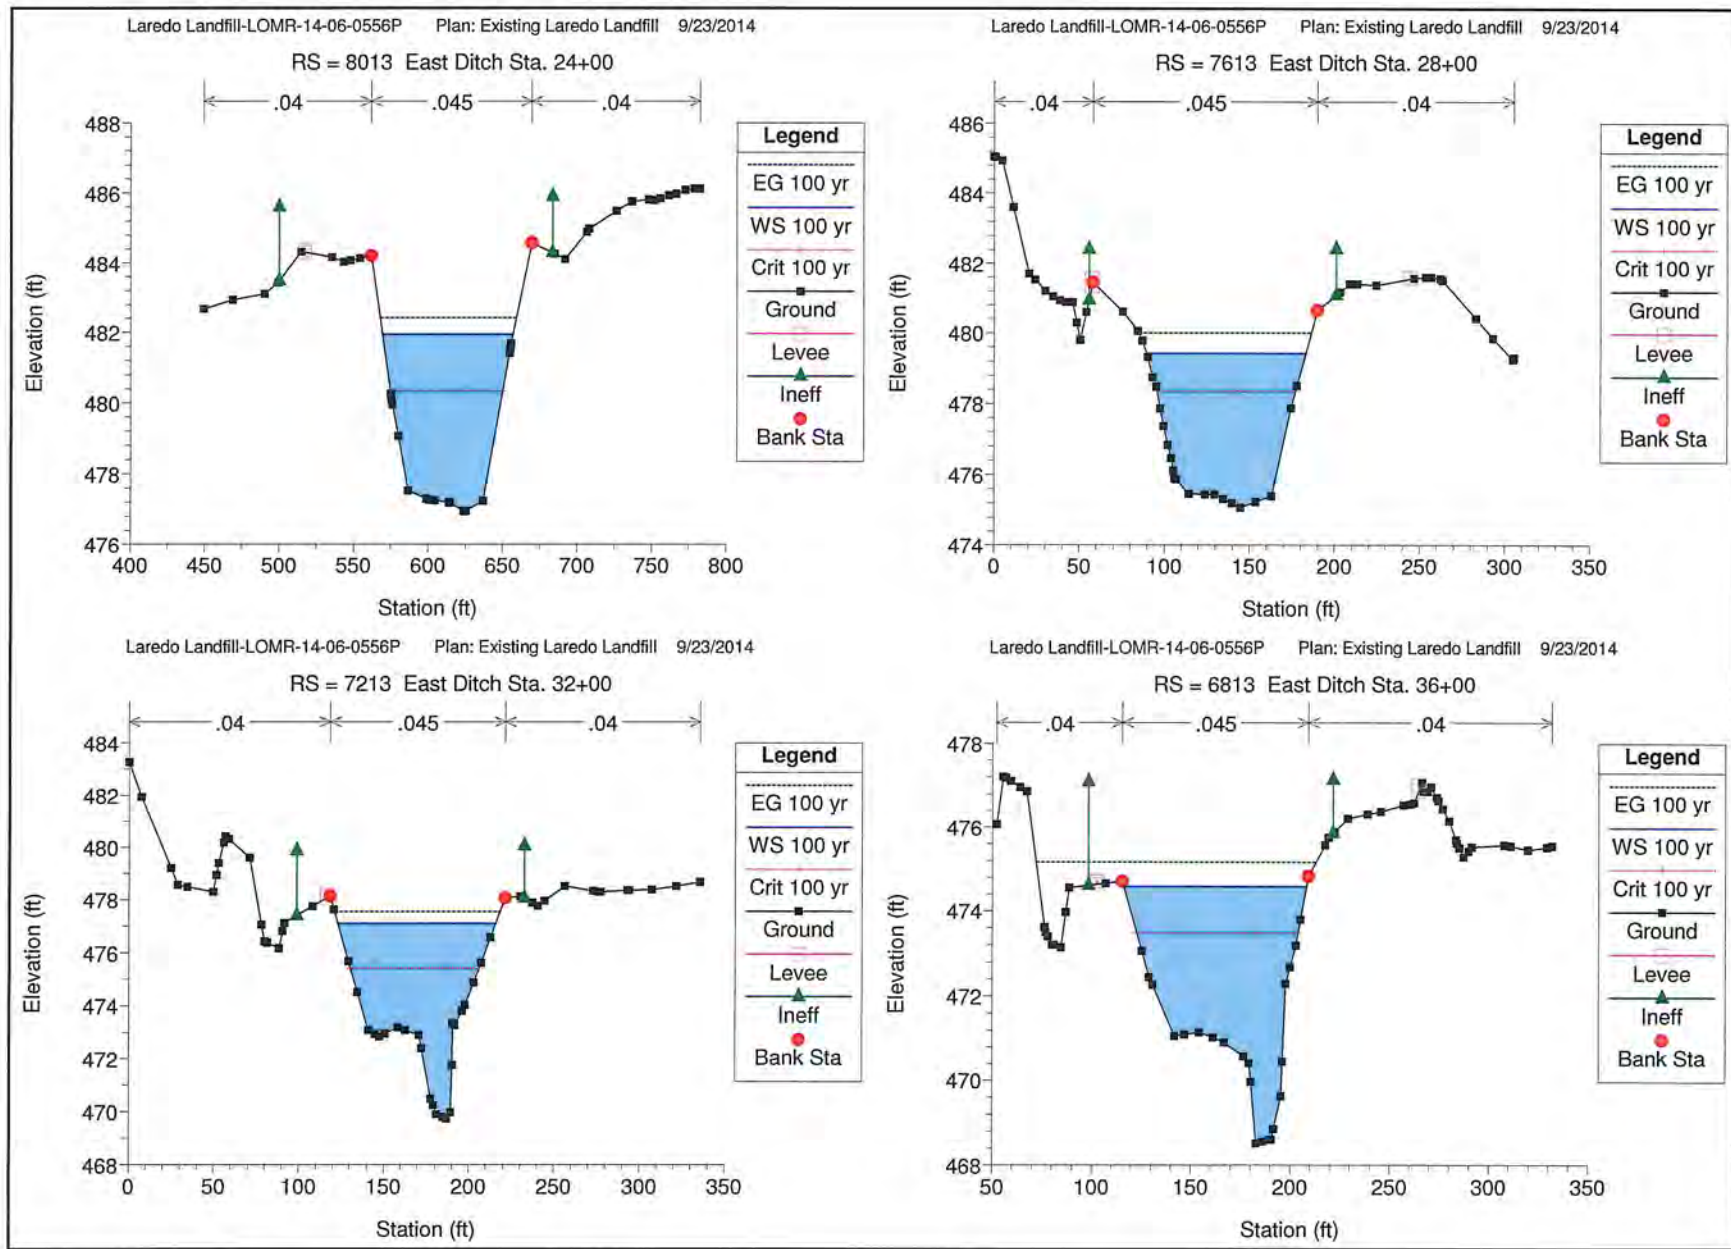 Laredo Landfill-LOMR-14-06-0556P Plan: Existing Laredo Landfill 9/23/2014
RS = 8013 East Ditch Sta. 24+00
.04 .045 .04
488
486
484
482
480
478
476
Elevation (ft)
400 450 500 550 600 650 700 750 800
Station (ft)
Legend
EG 100 yr
WS 100 yr
Crit 100 yr
Ground
Levee
Ineff
Bank Sta
Laredo Landfill-LOMR-14-06-0556P Plan: Existing Laredo Landfill 9/23/2014
RS = 7613 East Ditch Sta. 28+00
.04 .045 .04
486
484
482
480
478
476
474
Elevation (ft)
0 50 100 150 200 250 300 350
Station (ft)
Legend
EG 100 yr
WS 100 yr
Crit 100 yr
Ground
Levee
Ineff
Bank Sta
Laredo Landfill-LOMR-14-06-0556P Plan: Existing Laredo Landfill 9/23/2014
RS = 7213 East Ditch Sta. 32+00
.04 .045 .04
484
482
480
478
476
474
472
470
468
Elevation (ft)
0 50 100 150 200 250 300 350
Station (ft)
Legend
EG 100 yr
WS 100 yr
Crit 100 yr
Ground
Levee
Ineff
Bank Sta
Laredo Landfill-LOMR-14-06-0556P Plan: Existing Laredo Landfill 9/23/2014
RS = 6813 East Ditch Sta. 36+00
.04 .045 .04
478
476
474
472
470
468
Elevation (ft)
50 100 150 200 250 300 350
Station (ft)
Legend
EG 100 yr
WS 100 yr
Crit 100 yr
Ground
Levee
Ineff
Bank Sta